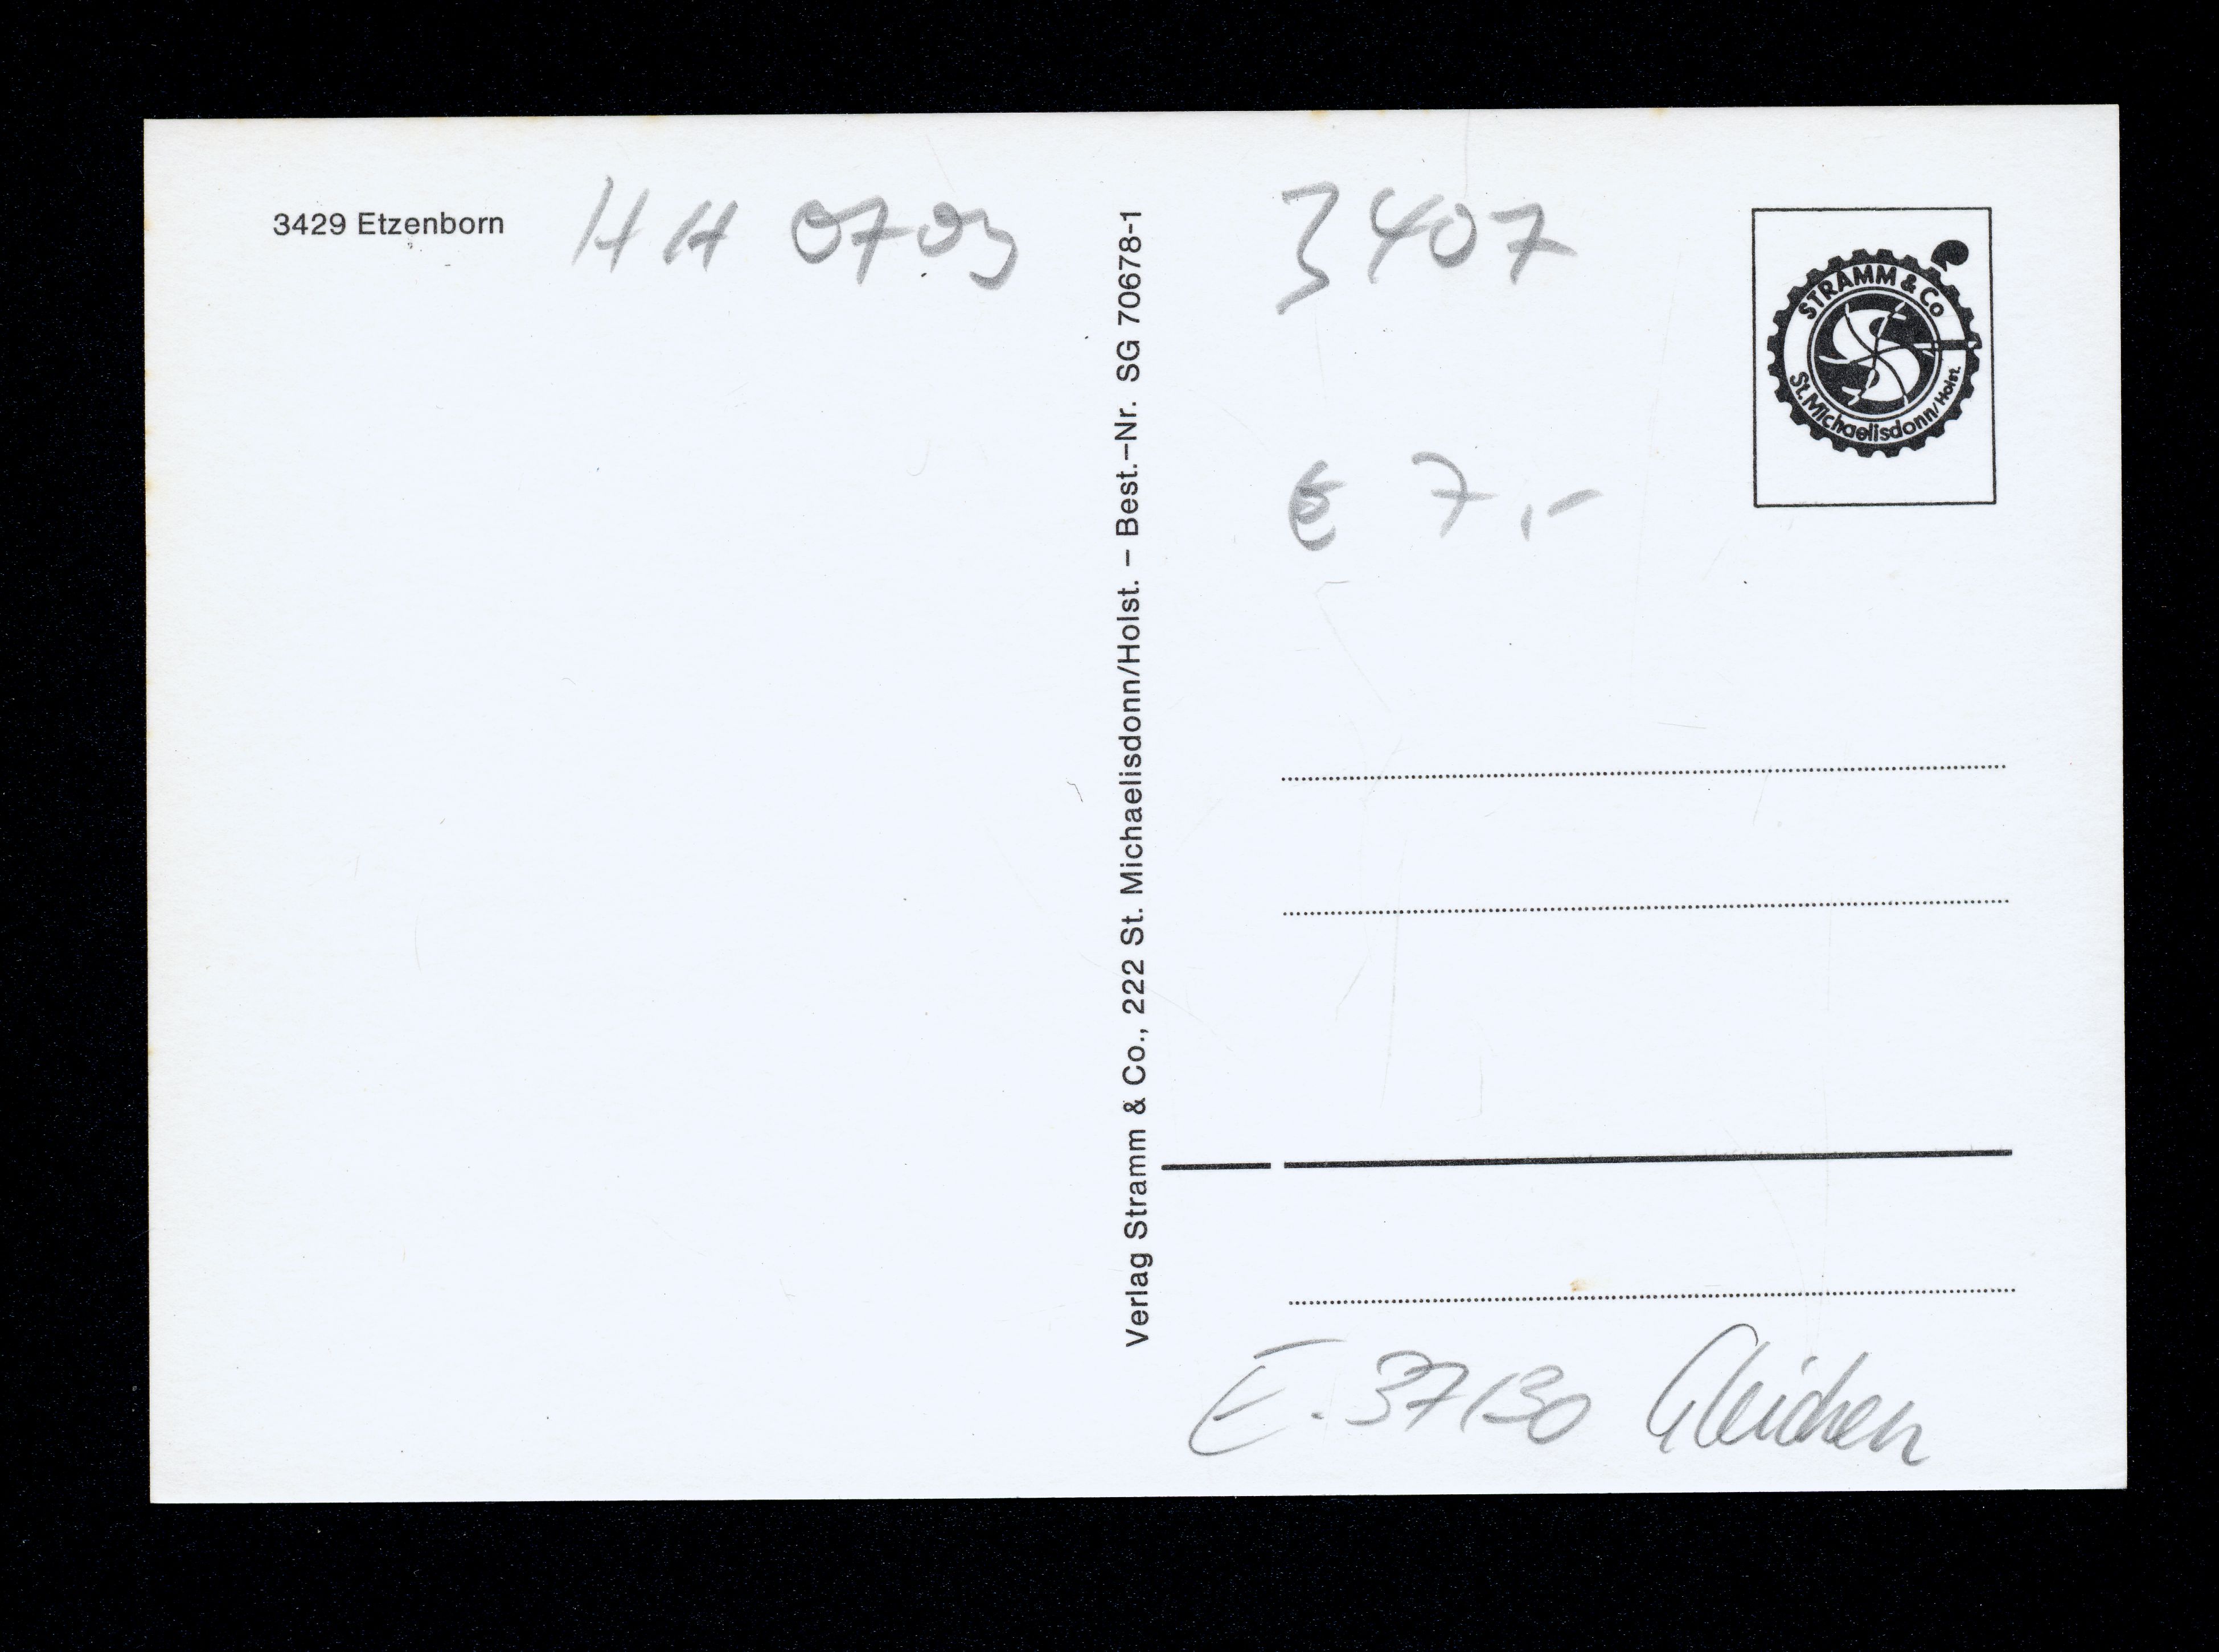 3429 Etzenborn
HH 0703
Verlag Stramm & Co., 222 St. Michaelisdonn/Holst. – Best.–Nr. SG 70678-1
3407
STRAMM & Co
St. Michaelisdonn/Holst.
€ 7,-
E. 37130 Gleichen